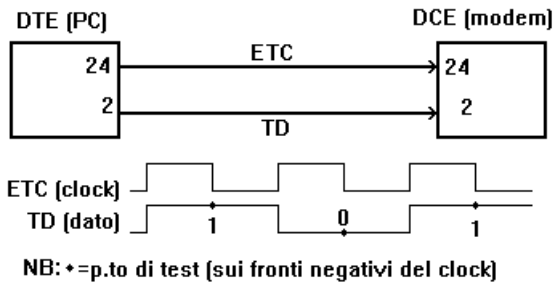 DTE (PC)
DCE (modem)
ETC
24
24
2
2
TD
ETC (clock)
TD (dato)
1
0
1
NB: ♦=p.to di test (sui fronti negativi del clock)